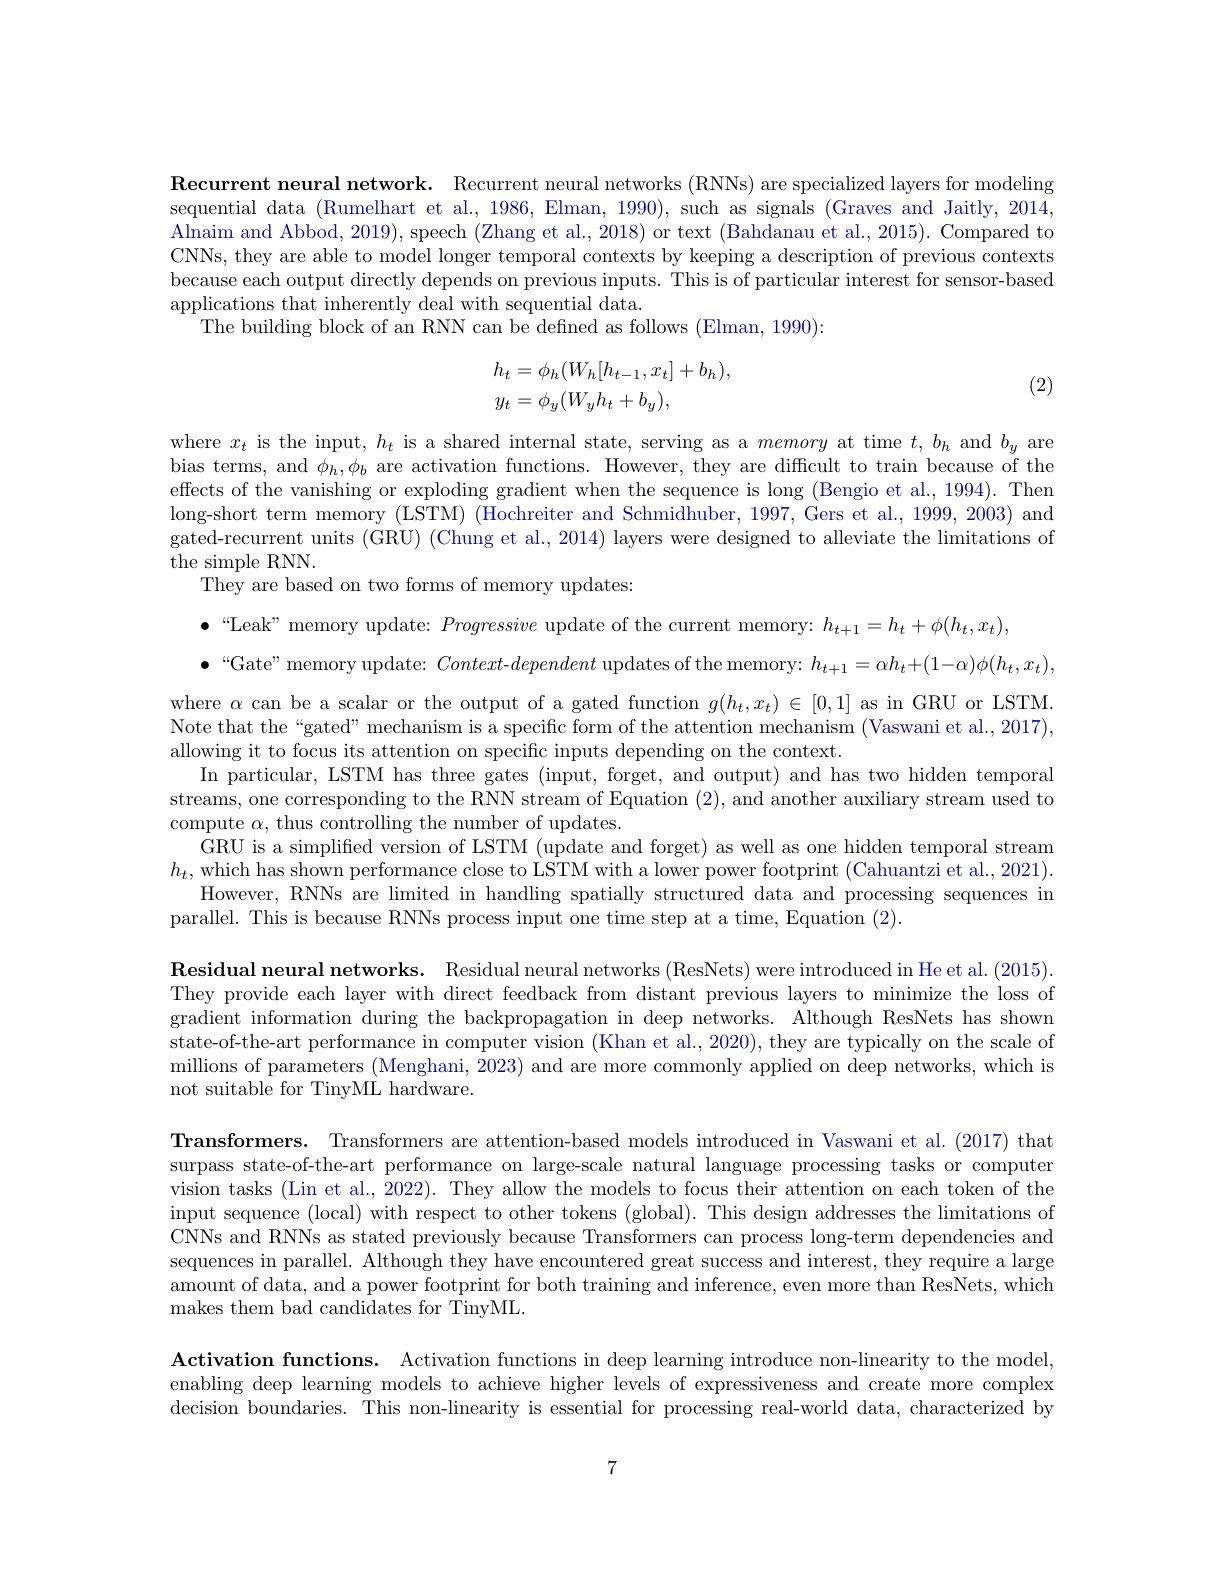 Recurrent neural network. Recurrent neural networks (RNNs) are specialized layers for modeling
sequential data (Rumelhart et al., 1986, Elman, 1990), such as signals (Graves and Jaitly, 2014,
Alnaim and Abbod, 2019), speech (Zhang et al., 2018) or text (Bahdanau et al., 2015). Compared to
CNNs, they are able to model longer temporal contexts by keeping a description of previous contexts
because each output directly depends on previous inputs. This is of particular interest for sensor-based
applications that inherently deal with sequential data.
The building block of an RNN can be defined as follows (Elman, 1990):
h_t = ϕ_h(W_h[h_{t−1}, x_t] + b_h),
y_t = ϕ_y(W_y h_t + b_y),
(2)
where x_t is the input, h_t is a shared internal state, serving as a memory at time t, b_h and b_y are
bias terms, and ϕ_h, ϕ_b are activation functions. However, they are difficult to train because of the
effects of the vanishing or exploding gradient when the sequence is long (Bengio et al., 1994). Then
long-short term memory (LSTM) (Hochreiter and Schmidhuber, 1997, Gers et al., 1999, 2003) and
gated-recurrent units (GRU) (Chung et al., 2014) layers were designed to alleviate the limitations of
the simple RNN.
They are based on two forms of memory updates:
• “Leak” memory update: Progressive update of the current memory: h_{t+1} = h_t + ϕ(h_t, x_t),
• “Gate” memory update: Context-dependent updates of the memory: h_{t+1} = αh_t+(1−α)ϕ(h_t, x_t),
where α can be a scalar or the output of a gated function g(h_t, x_t) ∈ [0, 1] as in GRU or LSTM.
Note that the “gated” mechanism is a specific form of the attention mechanism (Vaswani et al., 2017),
allowing it to focus its attention on specific inputs depending on the context.
In particular, LSTM has three gates (input, forget, and output) and has two hidden temporal
streams, one corresponding to the RNN stream of Equation (2), and another auxiliary stream used to
compute α, thus controlling the number of updates.
GRU is a simplified version of LSTM (update and forget) as well as one hidden temporal stream
h_t, which has shown performance close to LSTM with a lower power footprint (Cahuantzi et al., 2021).
However, RNNs are limited in handling spatially structured data and processing sequences in
parallel. This is because RNNs process input one time step at a time, Equation (2).
Residual neural networks. Residual neural networks (ResNets) were introduced in He et al. (2015).
They provide each layer with direct feedback from distant previous layers to minimize the loss of
gradient information during the backpropagation in deep networks. Although ResNets has shown
state-of-the-art performance in computer vision (Khan et al., 2020), they are typically on the scale of
millions of parameters (Menghani, 2023) and are more commonly applied on deep networks, which is
not suitable for TinyML hardware.
Transformers. Transformers are attention-based models introduced in Vaswani et al. (2017) that
surpass state-of-the-art performance on large-scale natural language processing tasks or computer
vision tasks (Lin et al., 2022). They allow the models to focus their attention on each token of the
input sequence (local) with respect to other tokens (global). This design addresses the limitations of
CNNs and RNNs as stated previously because Transformers can process long-term dependencies and
sequences in parallel. Although they have encountered great success and interest, they require a large
amount of data, and a power footprint for both training and inference, even more than ResNets, which
makes them bad candidates for TinyML.
Activation functions. Activation functions in deep learning introduce non-linearity to the model,
enabling deep learning models to achieve higher levels of expressiveness and create more complex
decision boundaries. This non-linearity is essential for processing real-world data, characterized by
7